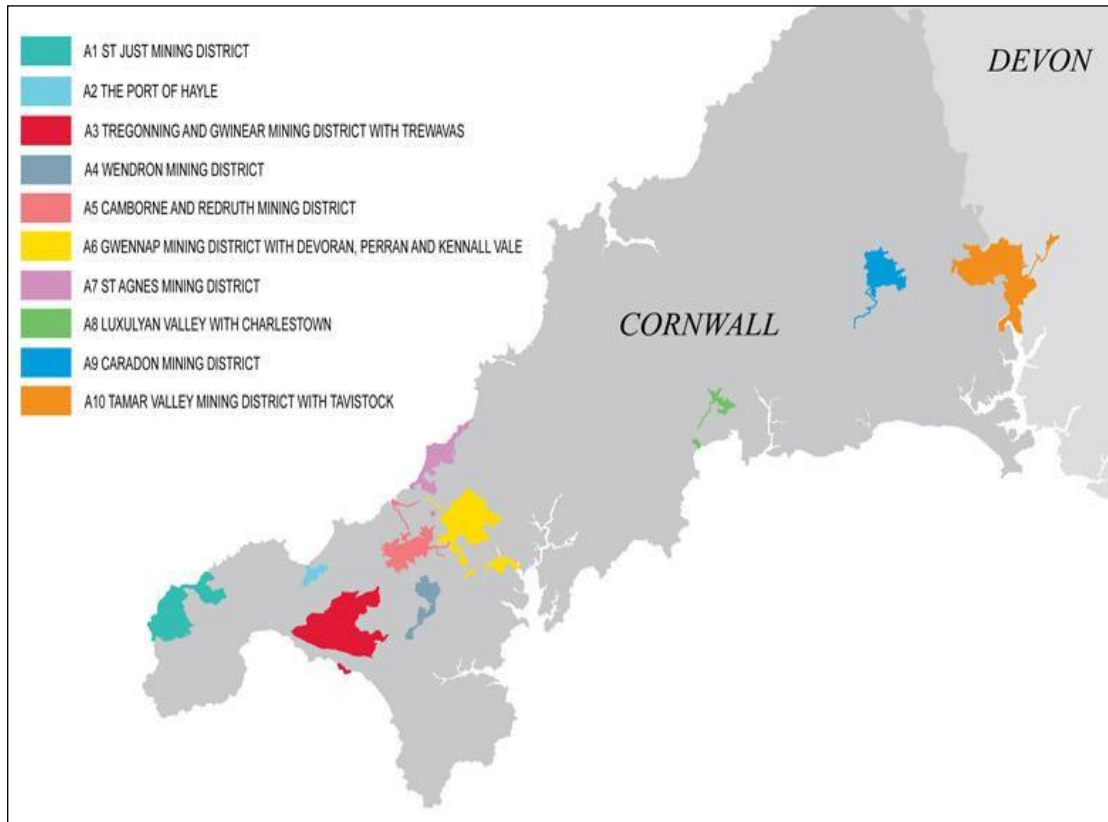 A1 ST JUST MINING DISTRICT
A2 THE PORT OF HAYLE
A3 TREGONNING AND GWINEAR MINING DISTRICT WITH TREWAVAS
A4 WENDRON MINING DISTRICT
A5 CAMBORNE AND REDRUTH MINING DISTRICT
A6 GWENNAP MINING DISTRICT WITH DEVORAN, PERRAN AND KENNALL VALE
A7 ST AGNES MINING DISTRICT
A8 LUXULYAN VALLEY WITH CHARLESTOWN
A9 CARADON MINING DISTRICT
A10 TAMAR VALLEY MINING DISTRICT WITH TAVISTOCK
DEVON
CORNWALL